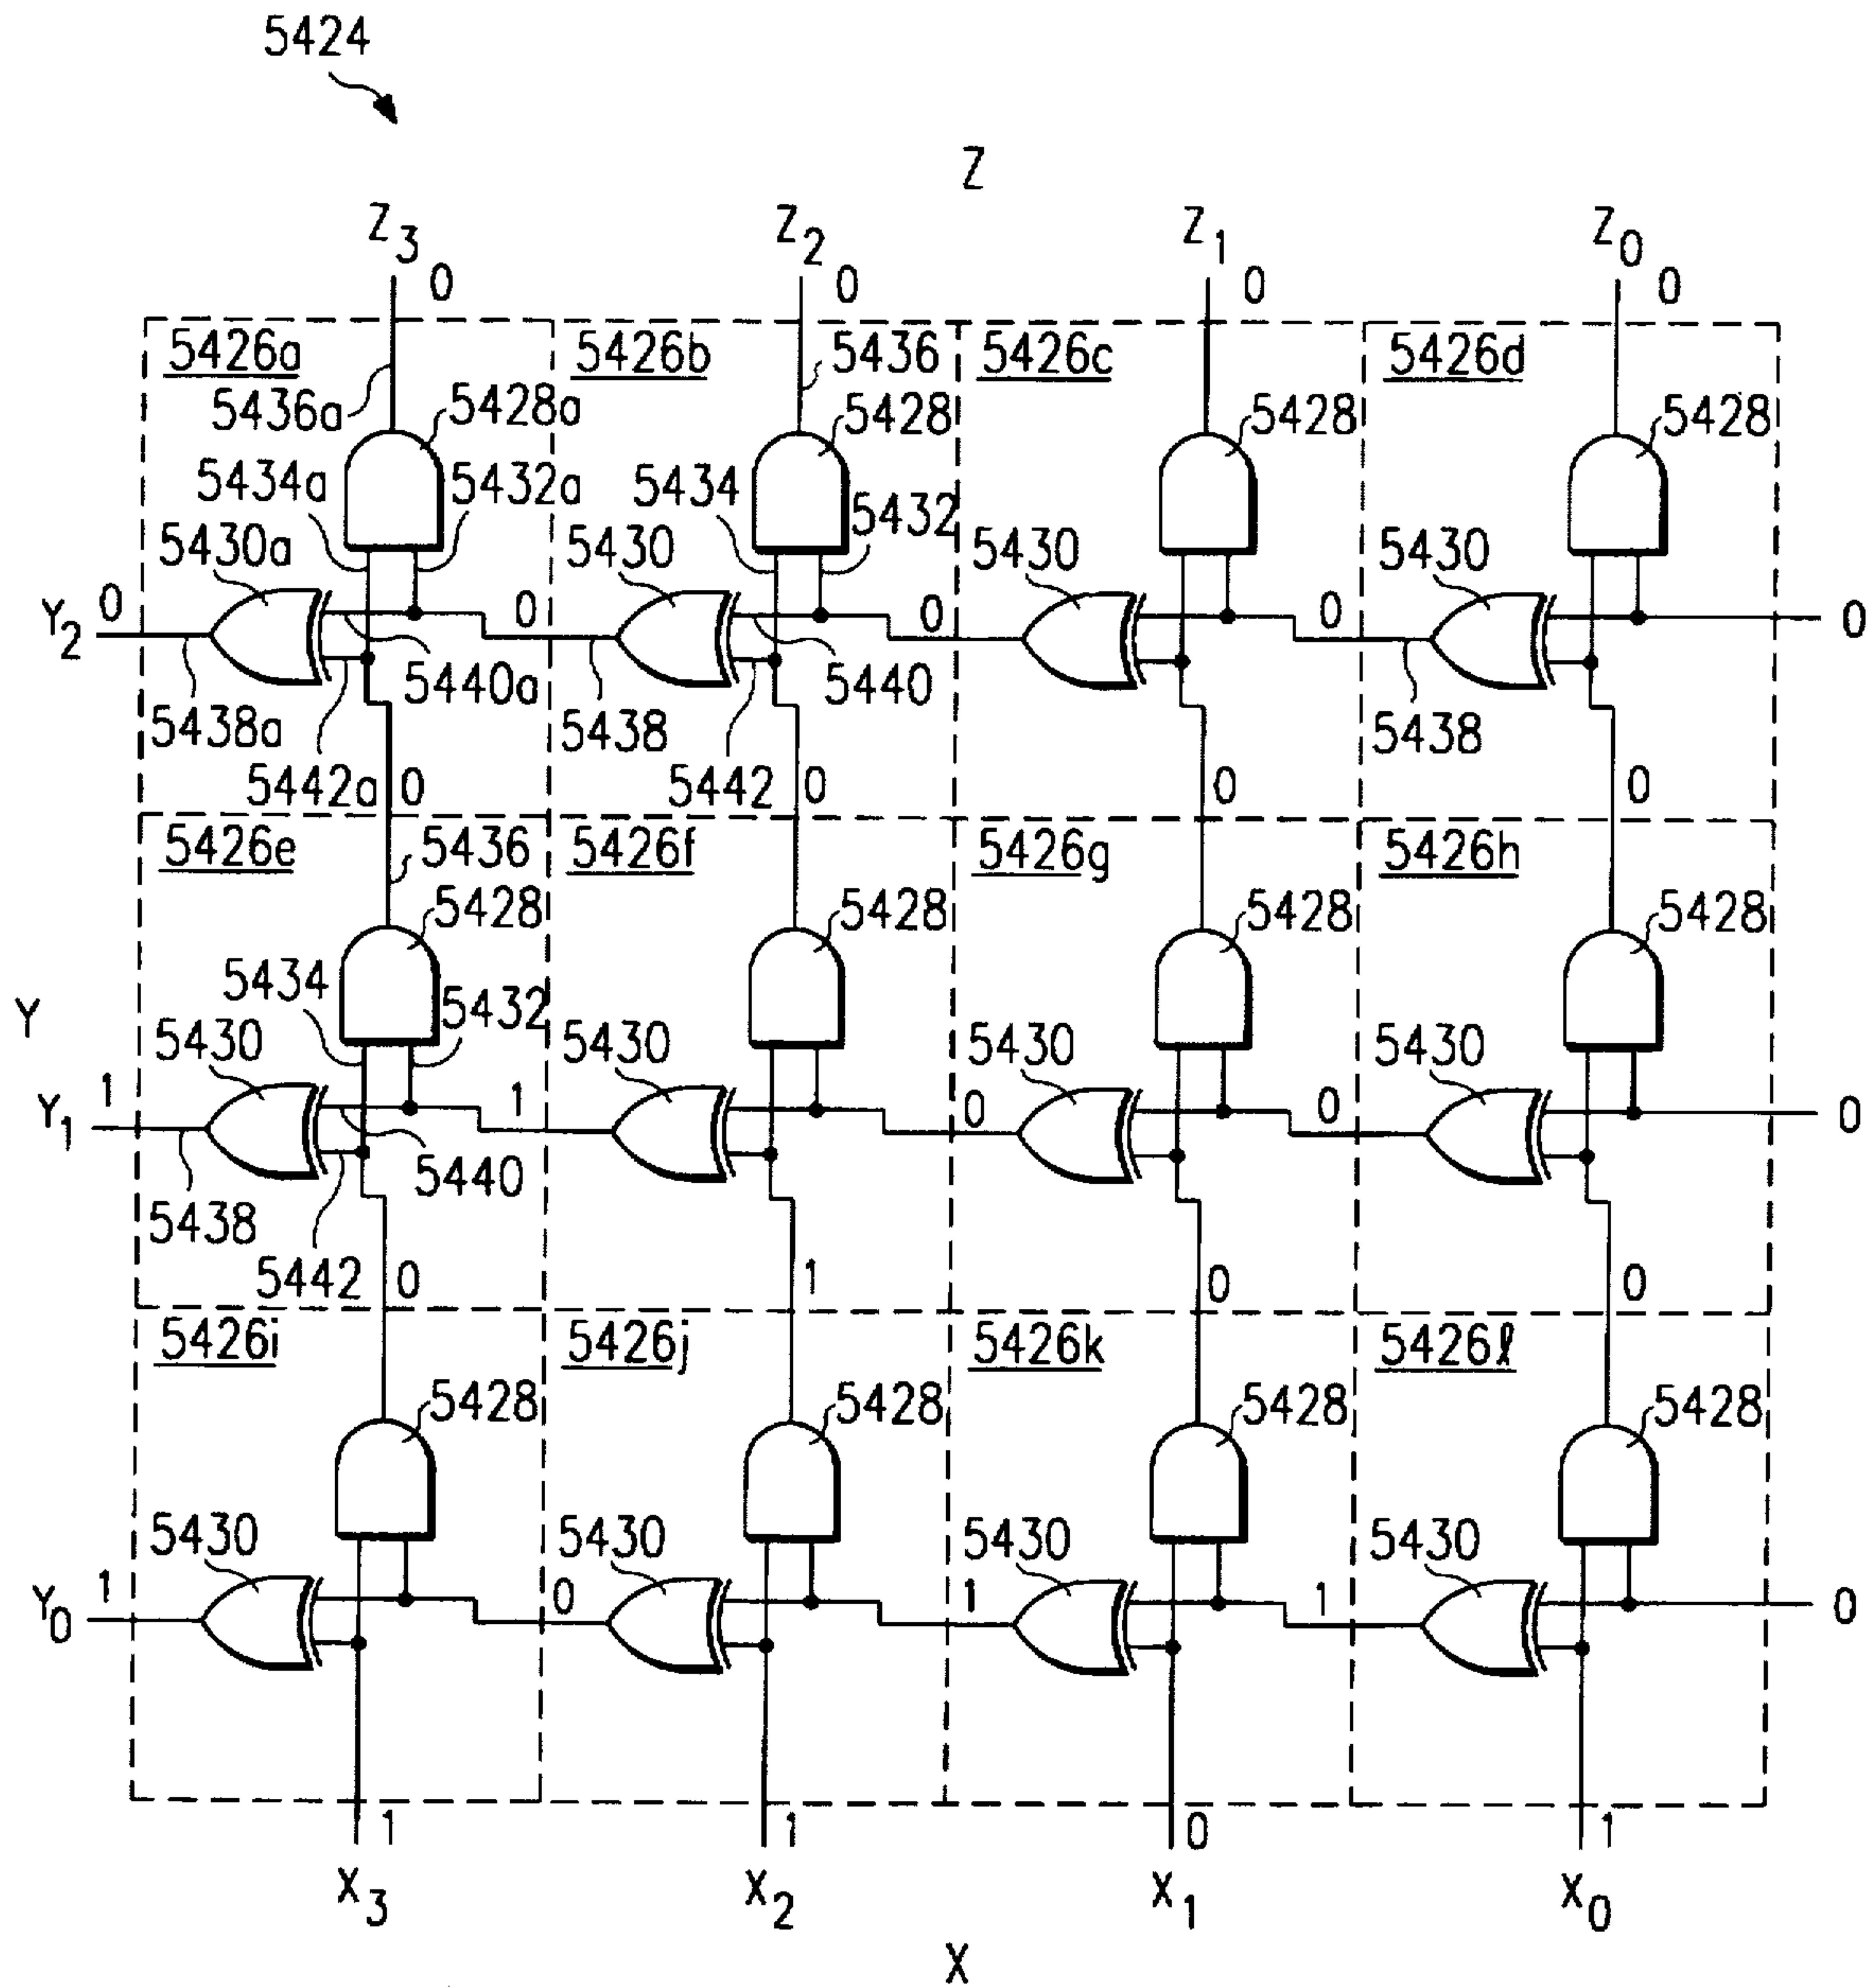 5424
Z
Z3 Z2 Z1 Z0
0 0 0 0
5426a 5426b 5436 5426c 5426d
5436a 5428a 5428 5428 5428
5434a 5432a 5434 5432
5430a 5430 5430 5430
Y2 0 0 0 0 0
5440a 5440
5438a 5438 5438
5442a 0 5442 0 0 0
5426e 5436 5426f 5426g 5426h
5428 5428 5428 5428
5434 5432
Y
5430 5430 5430 5430
Y1 1 1 0 0 0
5440
5438
5442 0 1 0 0
5426i 5426j 5426k 5426ℓ
5428 5428 5428 5428
5430 5430 5430 5430
Y0 1 0 1 1 0
1 1 0 1
X3 X2 X1 X0
X